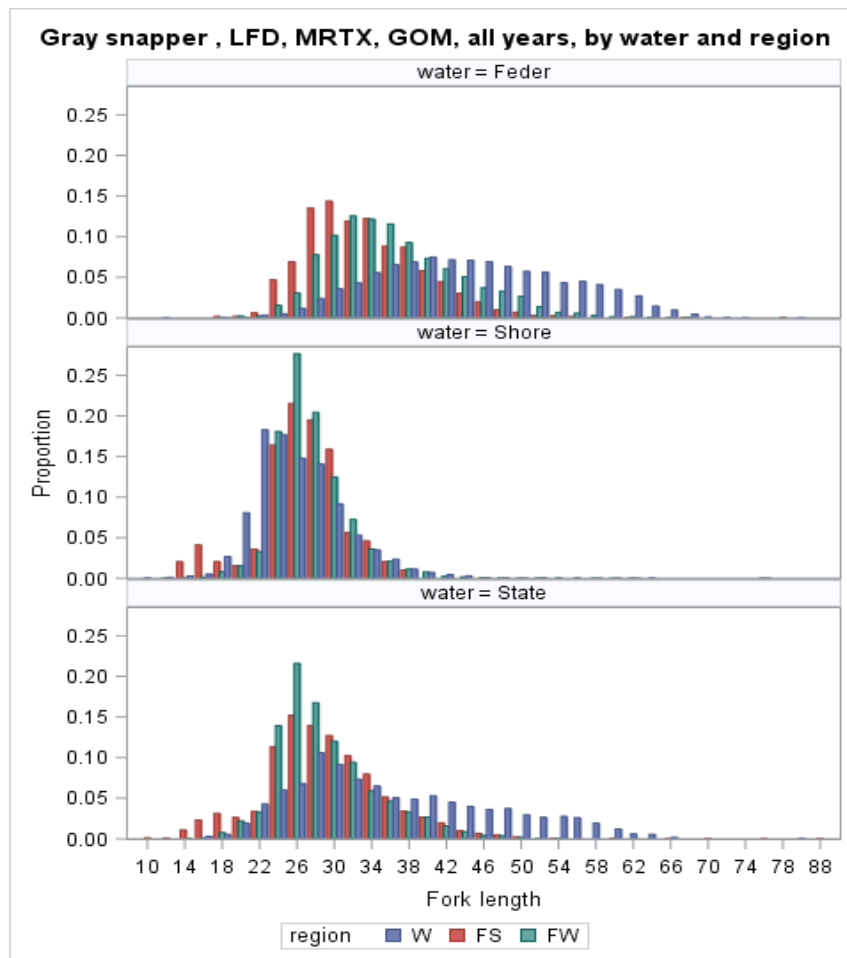 Gray snapper , LFD, MRTX, GOM, all years, by water and region
water = Feder
0.25
0.20
0.15
0.10
0.05
0.00
water = Shore
0.25
0.20
0.15
0.10
0.05
0.00
Proportion
water = State
0.25
0.20
0.15
0.10
0.05
0.00
10 14 18 22 26 30 34 38 42 46 50 54 58 62 66 70 74 78 88
Fork length
region W FS FW